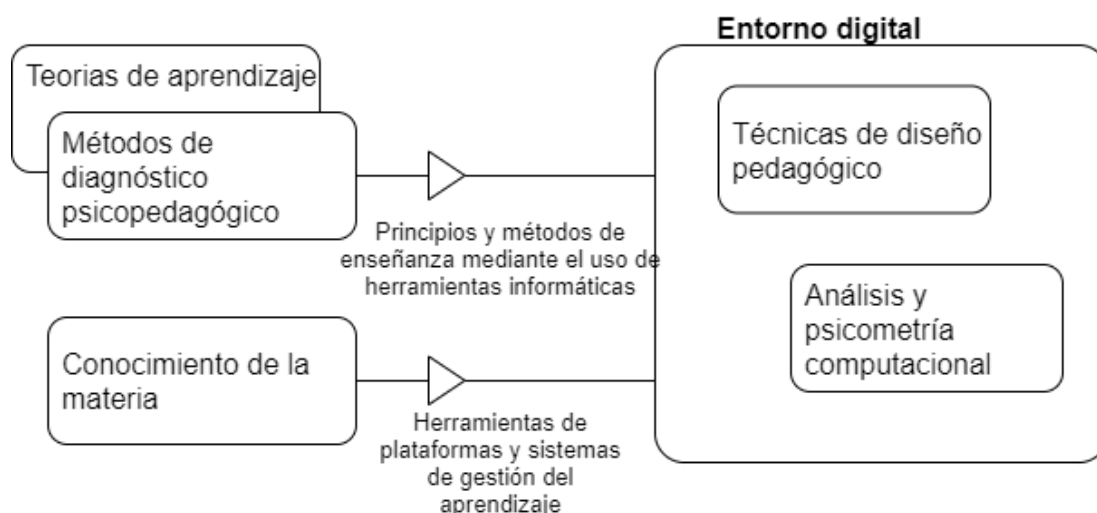 Entorno digital
Teorias de aprendizaje
Métodos de
diagnóstico
psicopedagógico
Principios y métodos de
enseñanza mediante el uso de
herramientas informáticas
Técnicas de diseño
pedagógico
Conocimiento de la
materia
Herramientas de
plataformas y sistemas
de gestión del
aprendizaje
Análisis y
psicometría
computacional